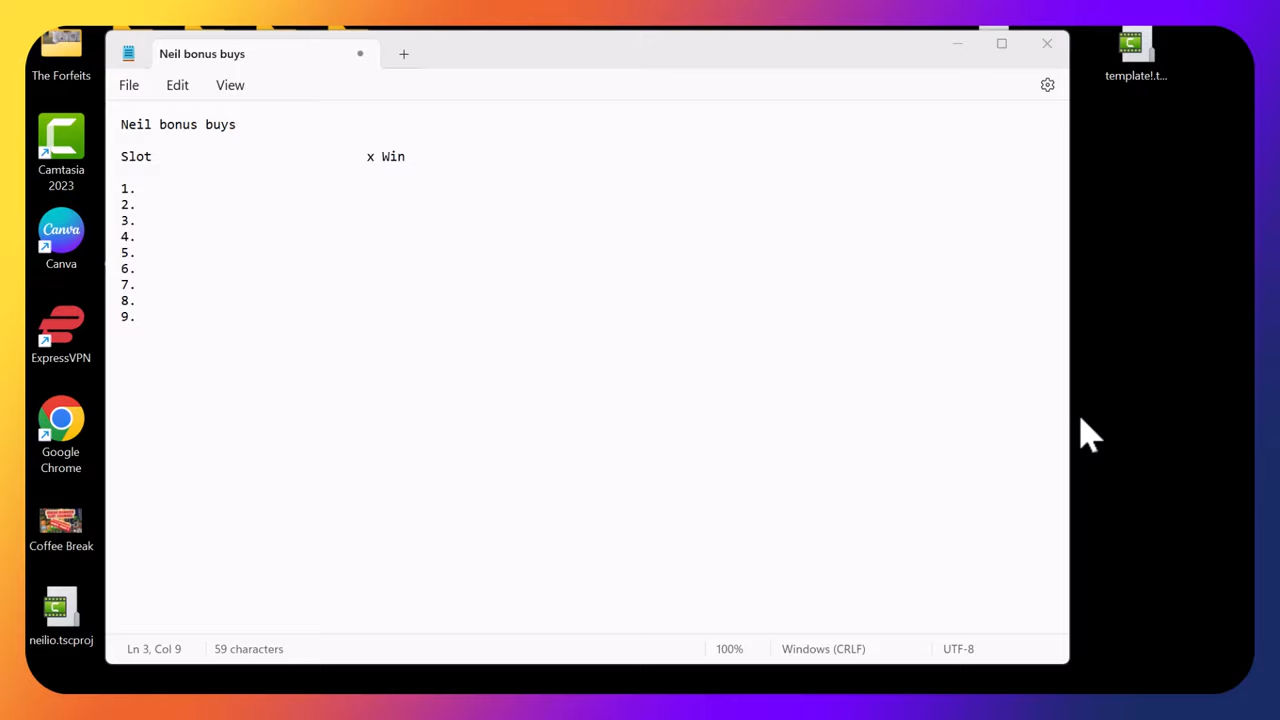 Neil bonus buys
File Edit View
Neil bonus buys
Slot x Win
1.
2.
3.
4.
5.
6.
7.
8.
9.
Ln 3, Col 9 59 characters 100% Windows (CRLF) UTF-8
The Forfeits
Camtasia
2023
Canva
Canva
ExpressVPN
Google
Chrome
Coffee Break
neilio.tscproj
template!.t...